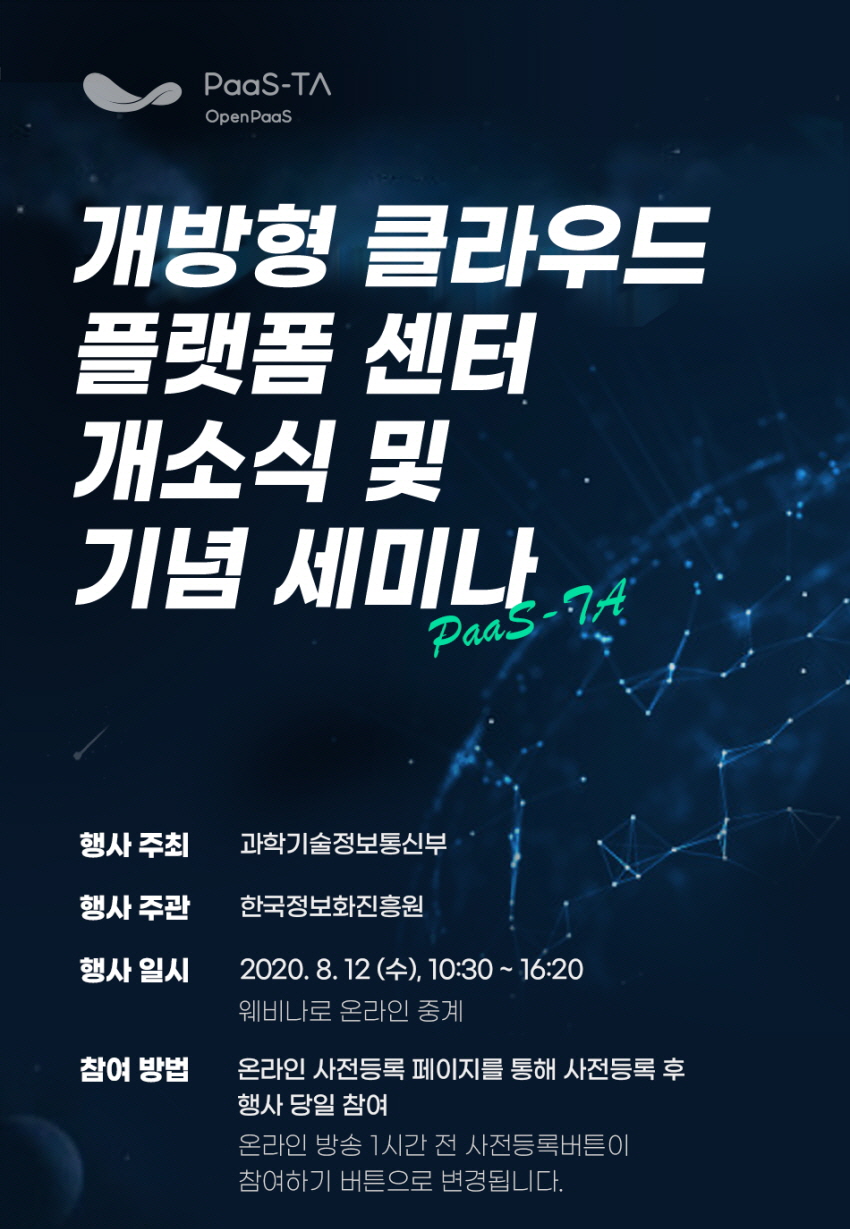 PaaS-TA
OpenPaaS
개방형 클라우드
플랫폼 센터
개소식 및
기념 세미나
PaaS-TA
행사 주최 과학기술정보통신부
행사 주관 한국정보화진흥원
행사 일시 2020. 8. 12 (수), 10:30 ~ 16:20
웨비나로 온라인 중계
참여 방법 온라인 사전등록 페이지를 통해 사전등록 후
행사 당일 참여
온라인 방송 1시간 전 사전등록버튼이
참여하기 버튼으로 변경됩니다.